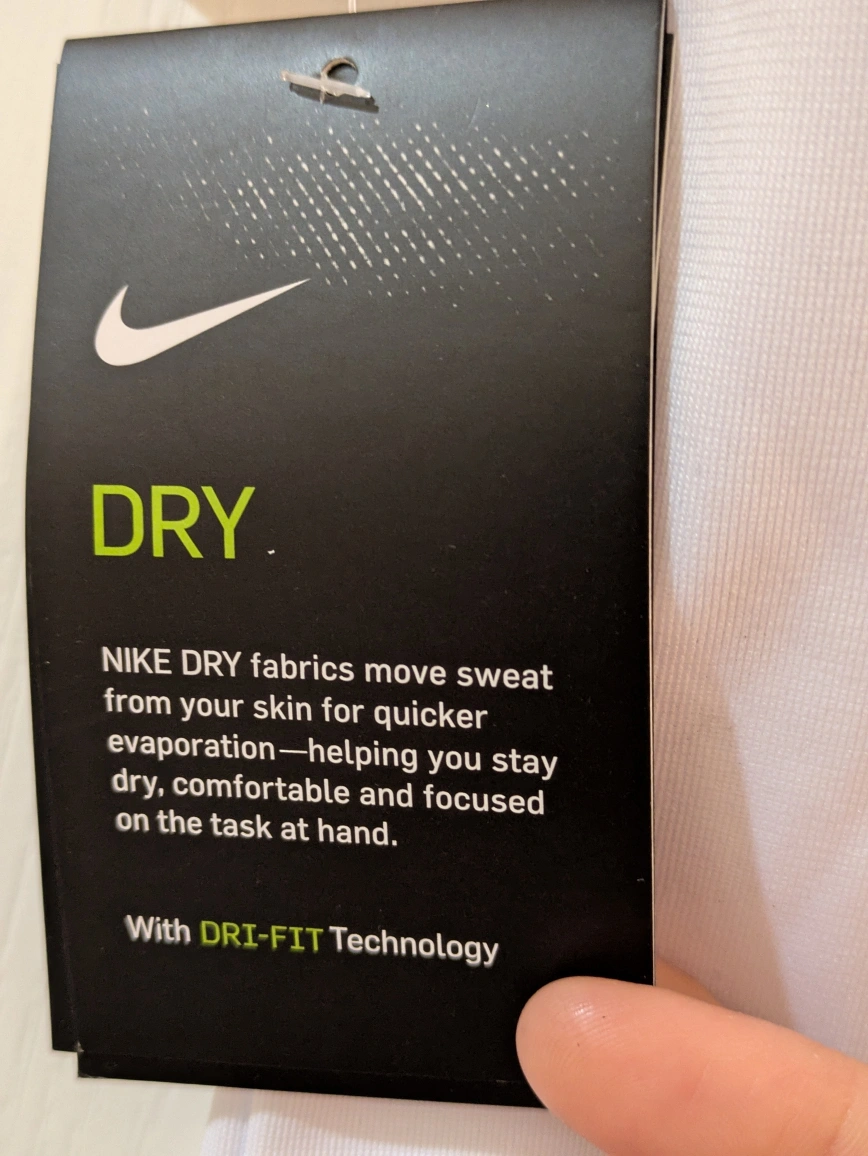 DRY
NIKE DRY fabrics move sweat
from your skin for quicker
evaporation—helping you stay
dry, comfortable and focused
on the task at hand.
With DRI-FIT Technology